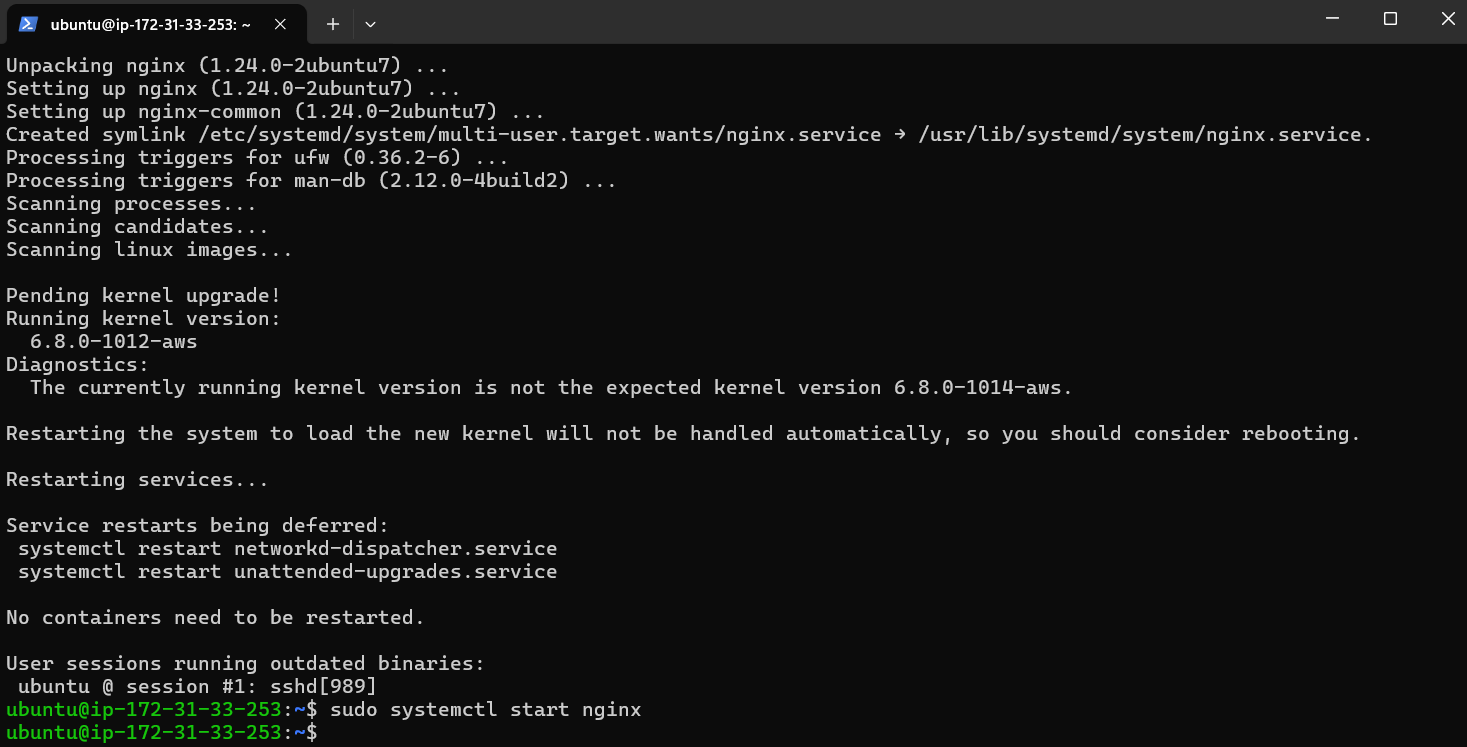 ubuntu@ip-172-31-33-253: ~
Unpacking nginx (1.24.0-2ubuntu7) ...
Setting up nginx (1.24.0-2ubuntu7) ...
Setting up nginx-common (1.24.0-2ubuntu7) ...
Created symlink /etc/systemd/system/multi-user.target.wants/nginx.service → /usr/lib/systemd/system/nginx.service.
Processing triggers for ufw (0.36.2-6) ...
Processing triggers for man-db (2.12.0-4build2) ...
Scanning processes...
Scanning candidates...
Scanning linux images...

Pending kernel upgrade!
Running kernel version:
  6.8.0-1012-aws
Diagnostics:
  The currently running kernel version is not the expected kernel version 6.8.0-1014-aws.

Restarting the system to load the new kernel will not be handled automatically, so you should consider rebooting.

Restarting services...

Service restarts being deferred:
 systemctl restart networkd-dispatcher.service
 systemctl restart unattended-upgrades.service

No containers need to be restarted.

User sessions running outdated binaries:
 ubuntu @ session #1: sshd[989]
ubuntu@ip-172-31-33-253:~$ sudo systemctl start nginx
ubuntu@ip-172-31-33-253:~$